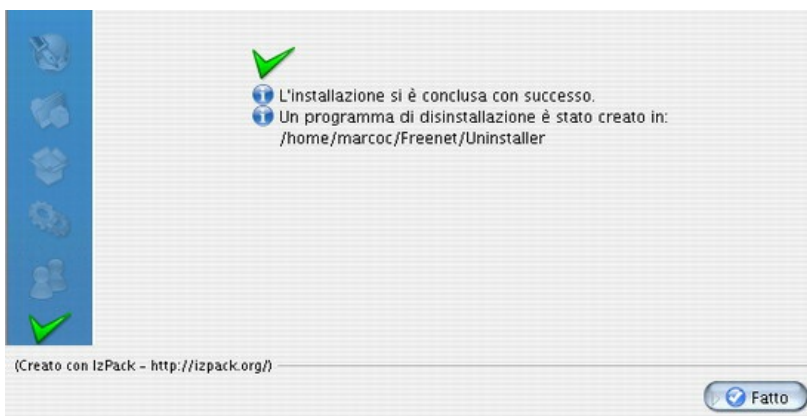 L'installazione si è conclusa con successo.
Un programma di disinstallazione è stato creato in:
/home/marcoc/Freenet/Uninstaller
(Creato con IzPack - http://izpack.org/)
Fatto